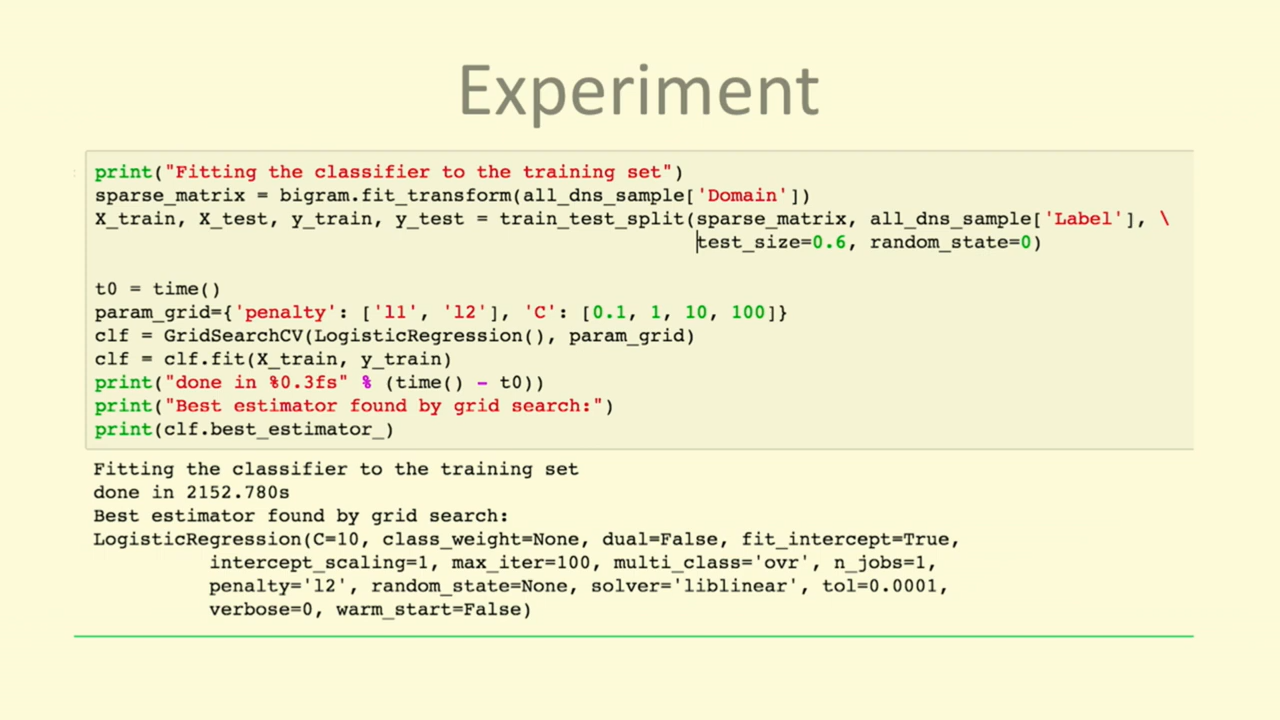 Experiment
print("Fitting the classifier to the training set")
sparse_matrix = bigram.fit_transform(all_dns_sample['Domain'])
X_train, X_test, y_train, y_test = train_test_split(sparse_matrix, all_dns_sample['Label'], \
test_size=0.6, random_state=0)
t0 = time()
param_grid={'penalty': ['l1', 'l2'], 'C': [0.1, 1, 10, 100]}
clf = GridSearchCV(LogisticRegression(), param_grid)
clf = clf.fit(X_train, y_train)
print("done in %0.3fs" % (time() - t0))
print("Best estimator found by grid search:")
print(clf.best_estimator_)
Fitting the classifier to the training set
done in 2152.780s
Best estimator found by grid search:
LogisticRegression(C=10, class_weight=None, dual=False, fit_intercept=True,
intercept_scaling=1, max_iter=100, multi_class='ovr', n_jobs=1,
penalty='l2', random_state=None, solver='liblinear', tol=0.0001,
verbose=0, warm_start=False)